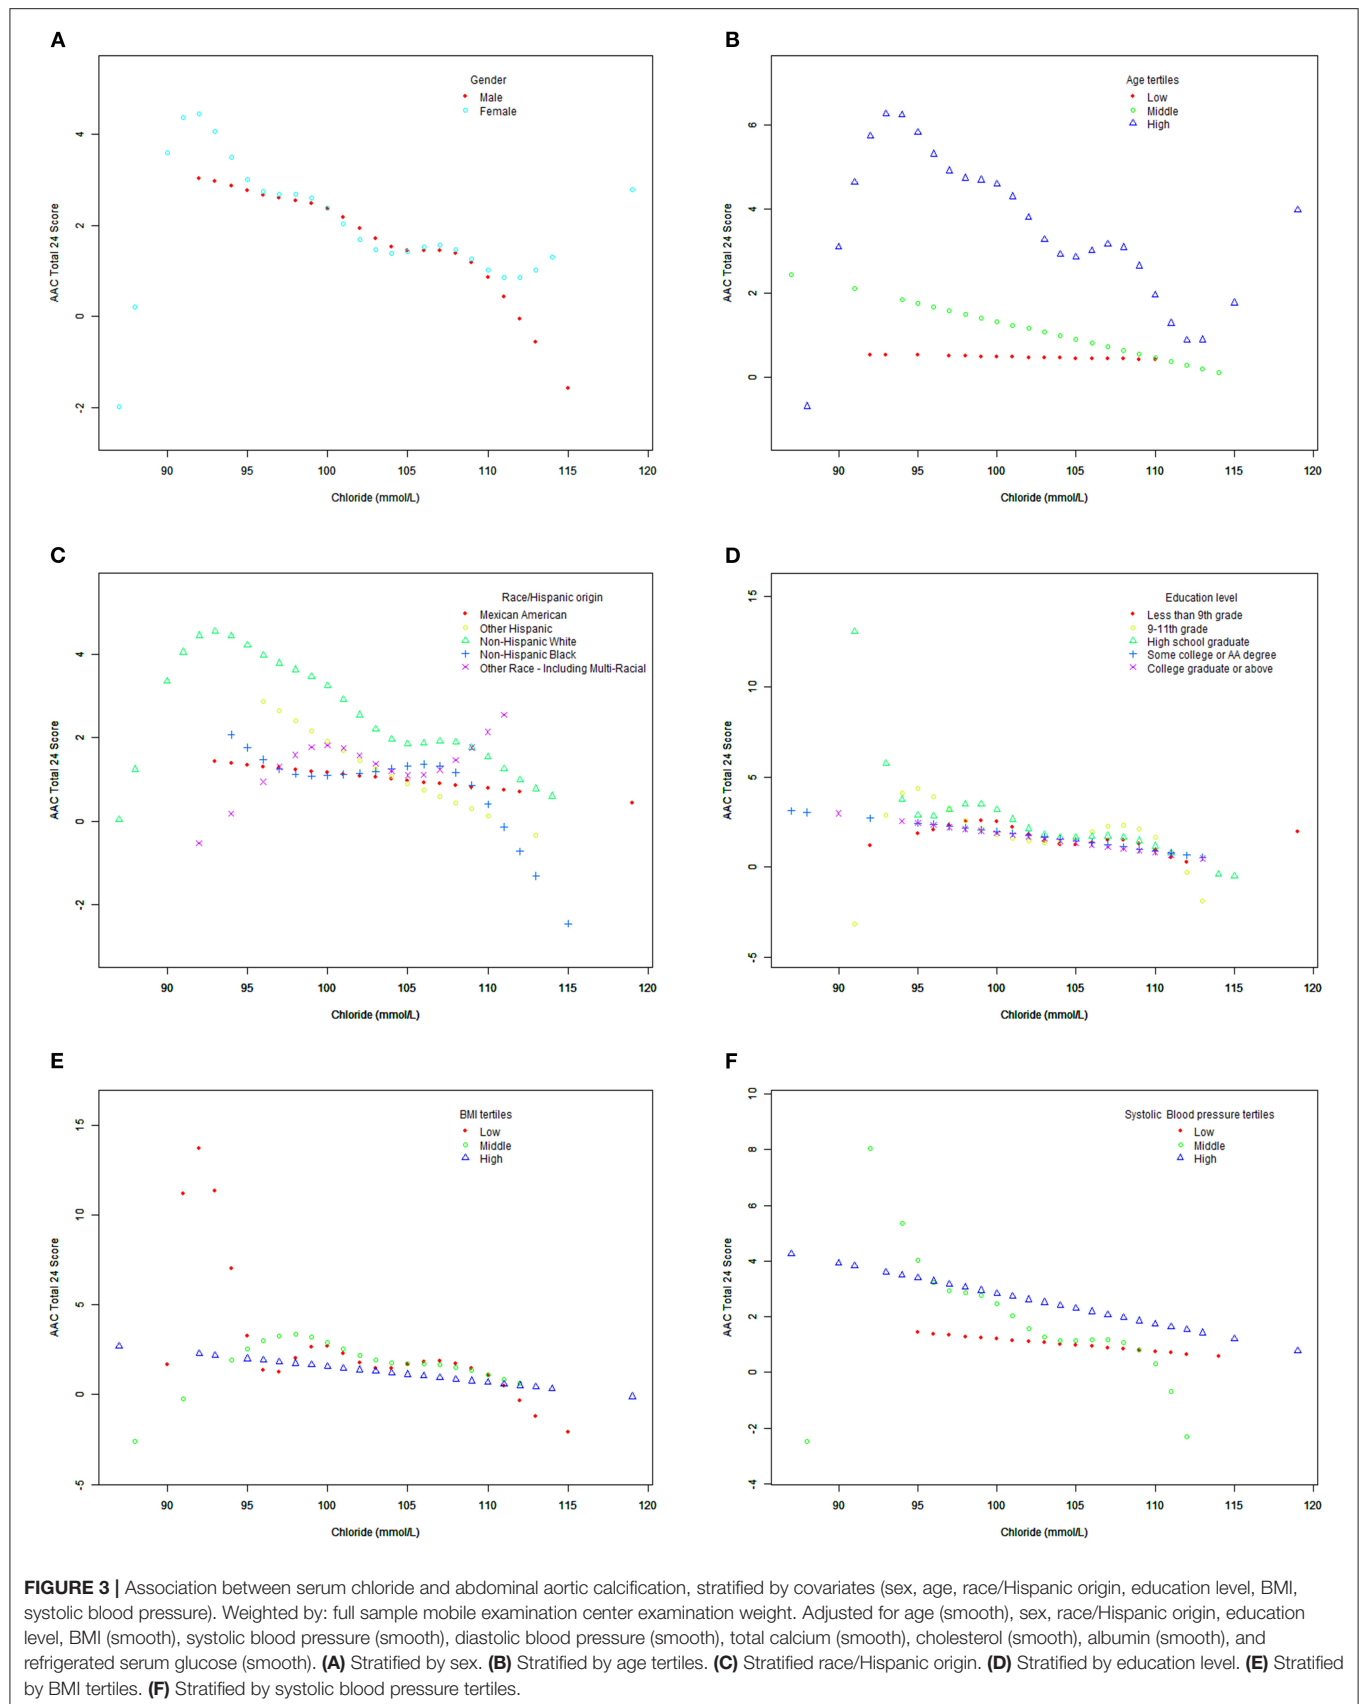 A
Gender
Male
Female
4
2
0
-2
AAC Total 24 Score
90 95 100 105 110 115 120
Chloride (mmol/L)
B
Age tertiles
Low
Middle
High
6
4
2
0
AAC Total 24 Score
90 95 100 105 110 115 120
Chloride (mmol/L)
C
Race/Hispanic origin
Mexican American
Other Hispanic
Non-Hispanic White
Non-Hispanic Black
Other Race - Including Multi-Racial
4
2
0
-2
AAC Total 24 Score
90 95 100 105 110 115 120
Chloride (mmol/L)
D
Education level
Less than 9th grade
9-11th grade
High school graduate
Some college or AA degree
College graduate or above
15
10
5
0
-5
AAC Total 24 Score
90 95 100 105 110 115 120
Chloride (mmol/L)
E
BMI tertiles
Low
Middle
High
15
10
5
0
-5
AAC Total 24 Score
90 95 100 105 110 115 120
Chloride (mmol/L)
F
Systolic Blood pressure tertiles
Low
Middle
High
10
8
6
4
2
0
-2
-4
AAC Total 24 Score
90 95 100 105 110 115 120
Chloride (mmol/L)
FIGURE 3 | Association between serum chloride and abdominal aortic calcification, stratified by covariates (sex, age, race/Hispanic origin, education level, BMI,
systolic blood pressure). Weighted by: full sample mobile examination center examination weight. Adjusted for age (smooth), sex, race/Hispanic origin, education
level, BMI (smooth), systolic blood pressure (smooth), diastolic blood pressure (smooth), total calcium (smooth), cholesterol (smooth), albumin (smooth), and
refrigerated serum glucose (smooth). (A) Stratified by sex. (B) Stratified by age tertiles. (C) Stratified race/Hispanic origin. (D) Stratified by education level. (E) Stratified
by BMI tertiles. (F) Stratified by systolic blood pressure tertiles.